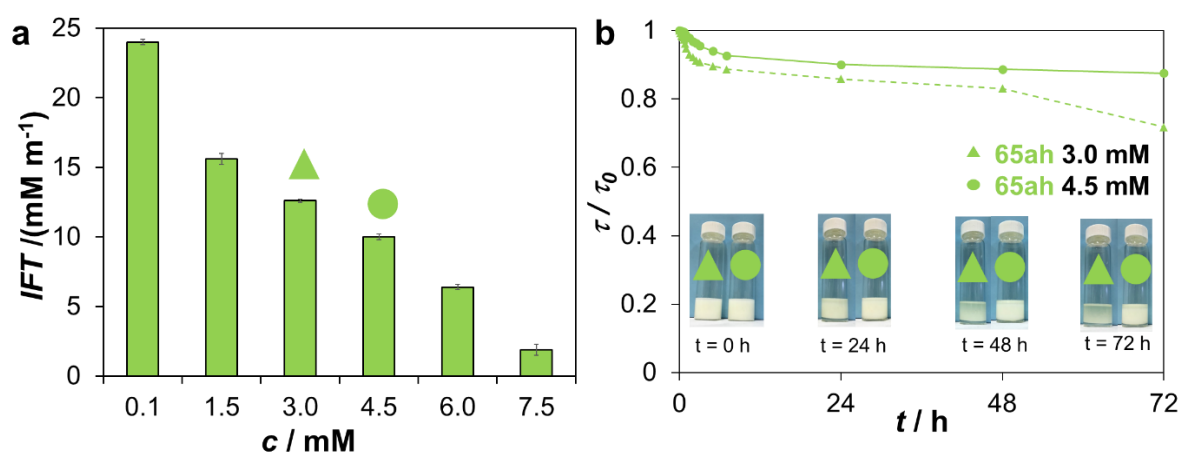 a
25
20
15
10
5
0
IFT /(mM m⁻¹)
0.1 1.5 3.0 4.5 6.0 7.5
c / mM
b
1
0.8
0.6
0.4
0.2
0
τ / τ₀
65ah 3.0 mM
65ah 4.5 mM
t = 0 h t = 24 h t = 48 h t = 72 h
0 24 48 72
t / h